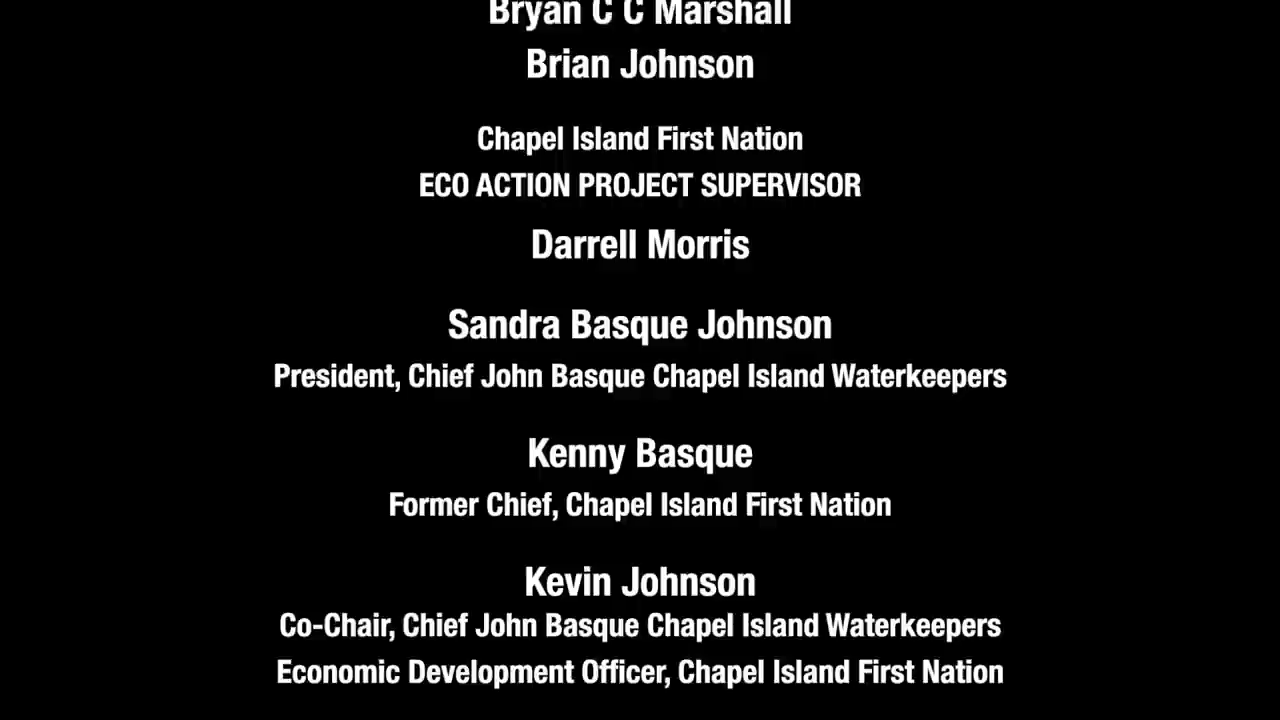 Bryan C C Marshall
Brian Johnson
Chapel Island First Nation
ECO ACTION PROJECT SUPERVISOR
Darrell Morris
Sandra Basque Johnson
President, Chief John Basque Chapel Island Waterkeepers
Kenny Basque
Former Chief, Chapel Island First Nation
Kevin Johnson
Co-Chair, Chief John Basque Chapel Island Waterkeepers
Economic Development Officer, Chapel Island First Nation